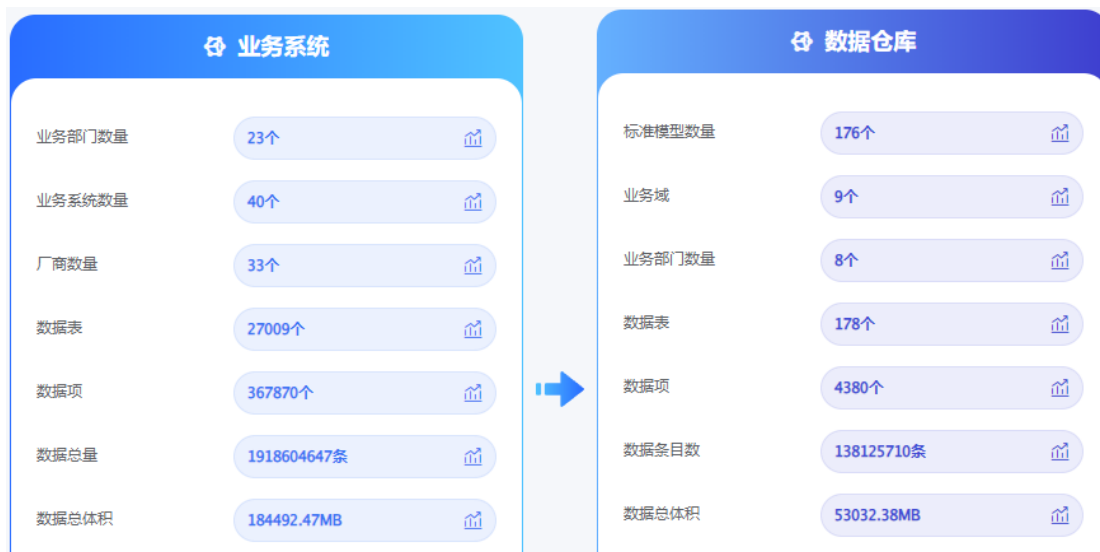 业务系统
业务部门数量 23个
业务系统数量 40个
厂商数量 33个
数据表 27009个
数据项 367870个
数据总量 1918604647条
数据总体积 184492.47MB
数据仓库
标准模型数量 176个
业务域 9个
业务部门数量 8个
数据表 178个
数据项 4380个
数据条目数 138125710条
数据总体积 53032.38MB